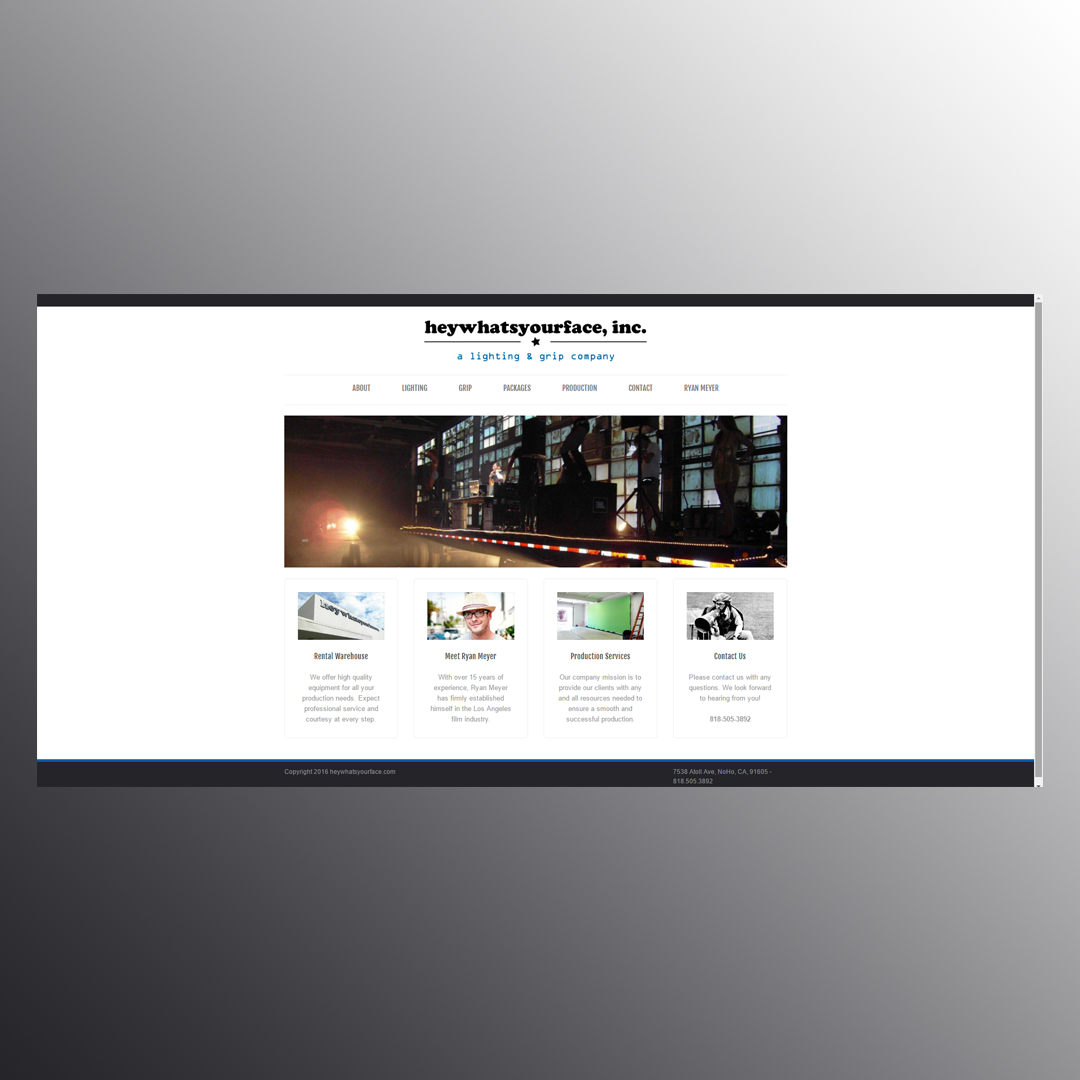 heywhatsyourface, inc.
a lighting & grip company
ABOUT LIGHTING GRIP PACKAGES PRODUCTION CONTACT RYAN MEYER
Rental Warehouse
We offer high quality
equipment for all your
production needs. Expect
professional service and
courtesy at every step.
Meet Ryan Meyer
With over 15 years of
experience, Ryan Meyer
has firmly established
himself in the Los Angeles
film industry.
Production Services
Our company mission is to
provide our clients with any
and all resources needed to
ensure a smooth and
successful production.
Contact Us
Please contact us with any
questions. We look forward
to hearing from you!
818-505-3892
Copyright 2016 heywhatsyourface.com
7538 Atoll Ave, NoHo, CA, 91605 -
818.505.3892